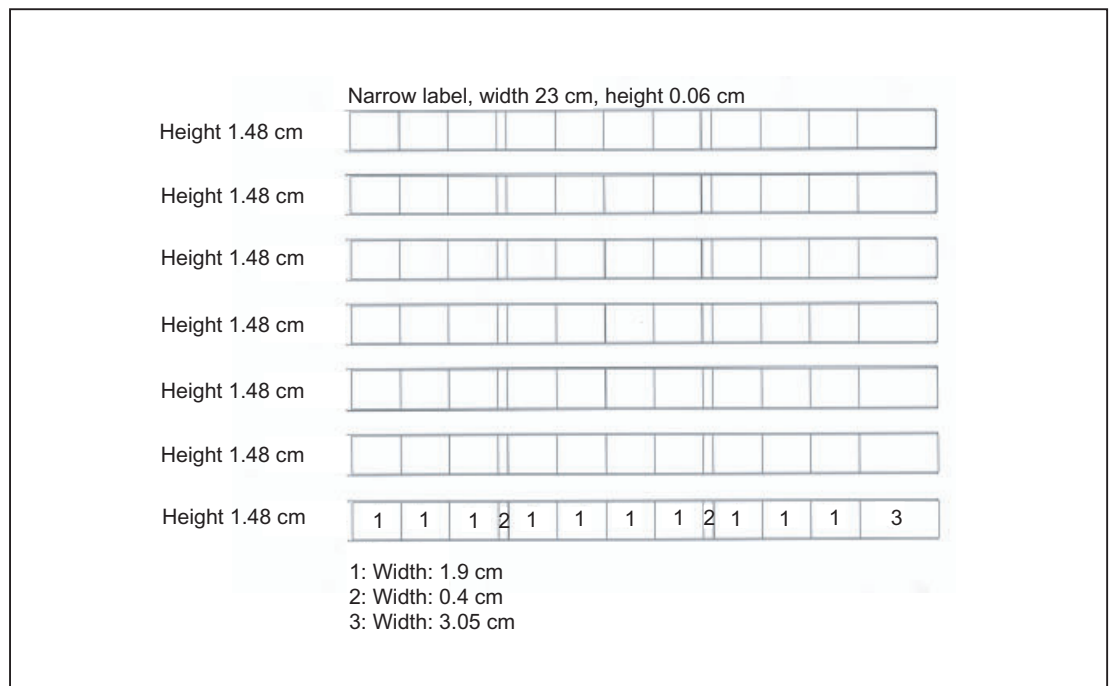 Narrow label, width 23 cm, height 0.06 cm
Height 1.48 cm
Height 1.48 cm
Height 1.48 cm
Height 1.48 cm
Height 1.48 cm
Height 1.48 cm
Height 1.48 cm 1 1 1 2 1 1 1 1 2 1 1 1 3
1: Width: 1.9 cm
2: Width: 0.4 cm
3: Width: 3.05 cm